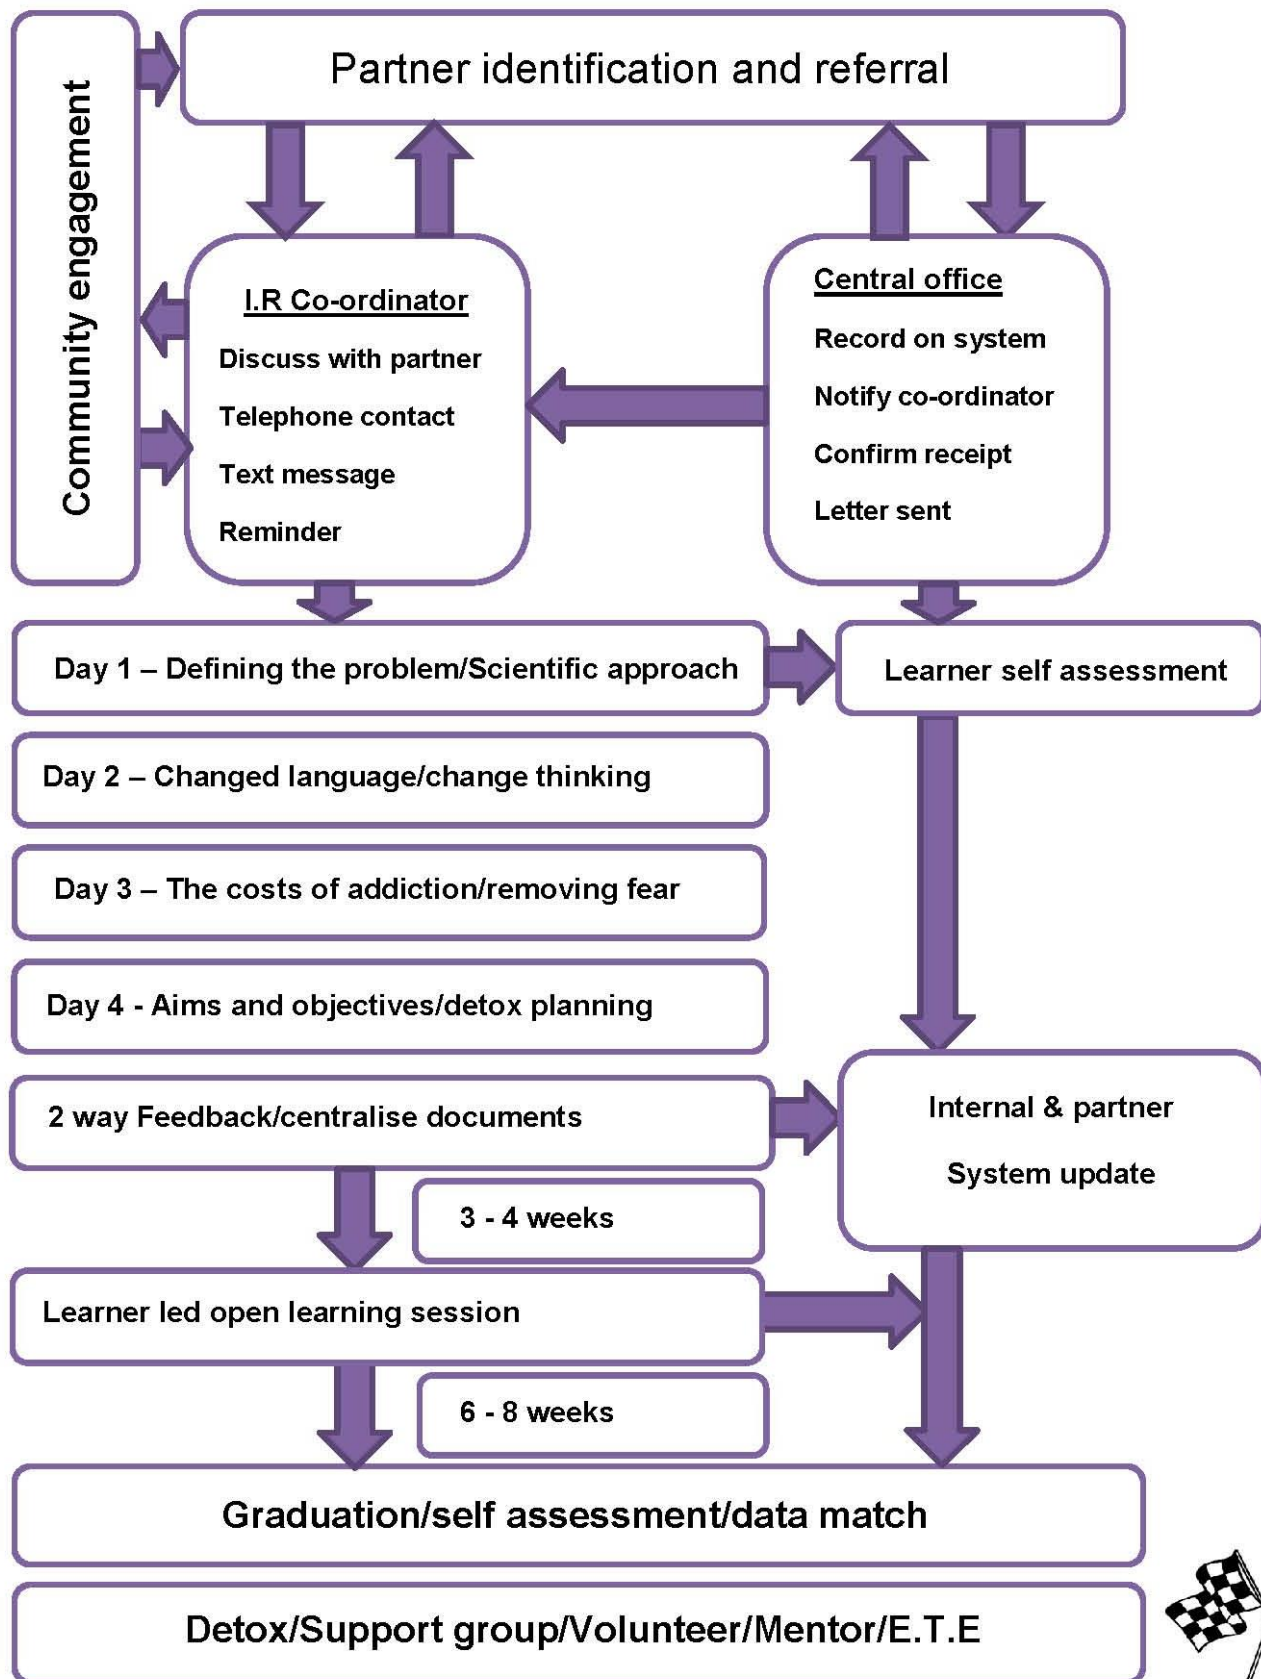 Community engagement
Partner identification and referral
I.R Co-ordinator
Discuss with partner
Telephone contact
Text message
Reminder
Central office
Record on system
Notify co-ordinator
Confirm receipt
Letter sent
Day 1 – Defining the problem/Scientific approach
Learner self assessment
Day 2 – Changed language/change thinking
Day 3 – The costs of addiction/removing fear
Day 4 - Aims and objectives/detox planning
2 way Feedback/centralise documents
Internal & partner
System update
3 - 4 weeks
Learner led open learning session
6 - 8 weeks
Graduation/self assessment/data match
Detox/Support group/Volunteer/Mentor/E.T.E